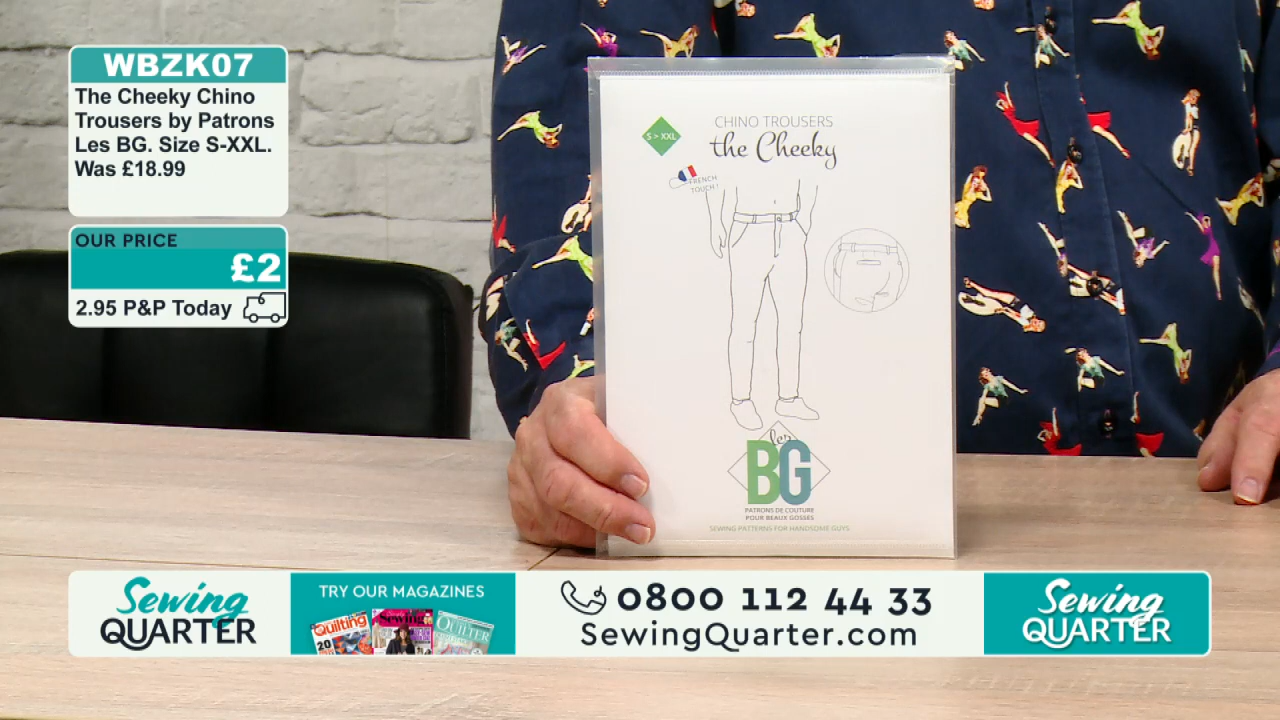 WBZK07
The Cheeky Chino
Trousers by Patrons
Les BG. Size S-XXL.
Was £18.99
OUR PRICE
£2
2.95 P&P Today
S > XXL
CHINO TROUSERS
the Cheeky
FRENCH
TOUCH !
les
BG
PATRONS DE COUTURE
POUR BEAUX GOSSES
SEWING PATTERNS FOR HANDSOME GUYS
Sewing
QUARTER
TRY OUR MAGAZINES
Quilting
20
Sewing
QUILTER
0800 112 44 33
SewingQuarter.com
Sewing
QUARTER